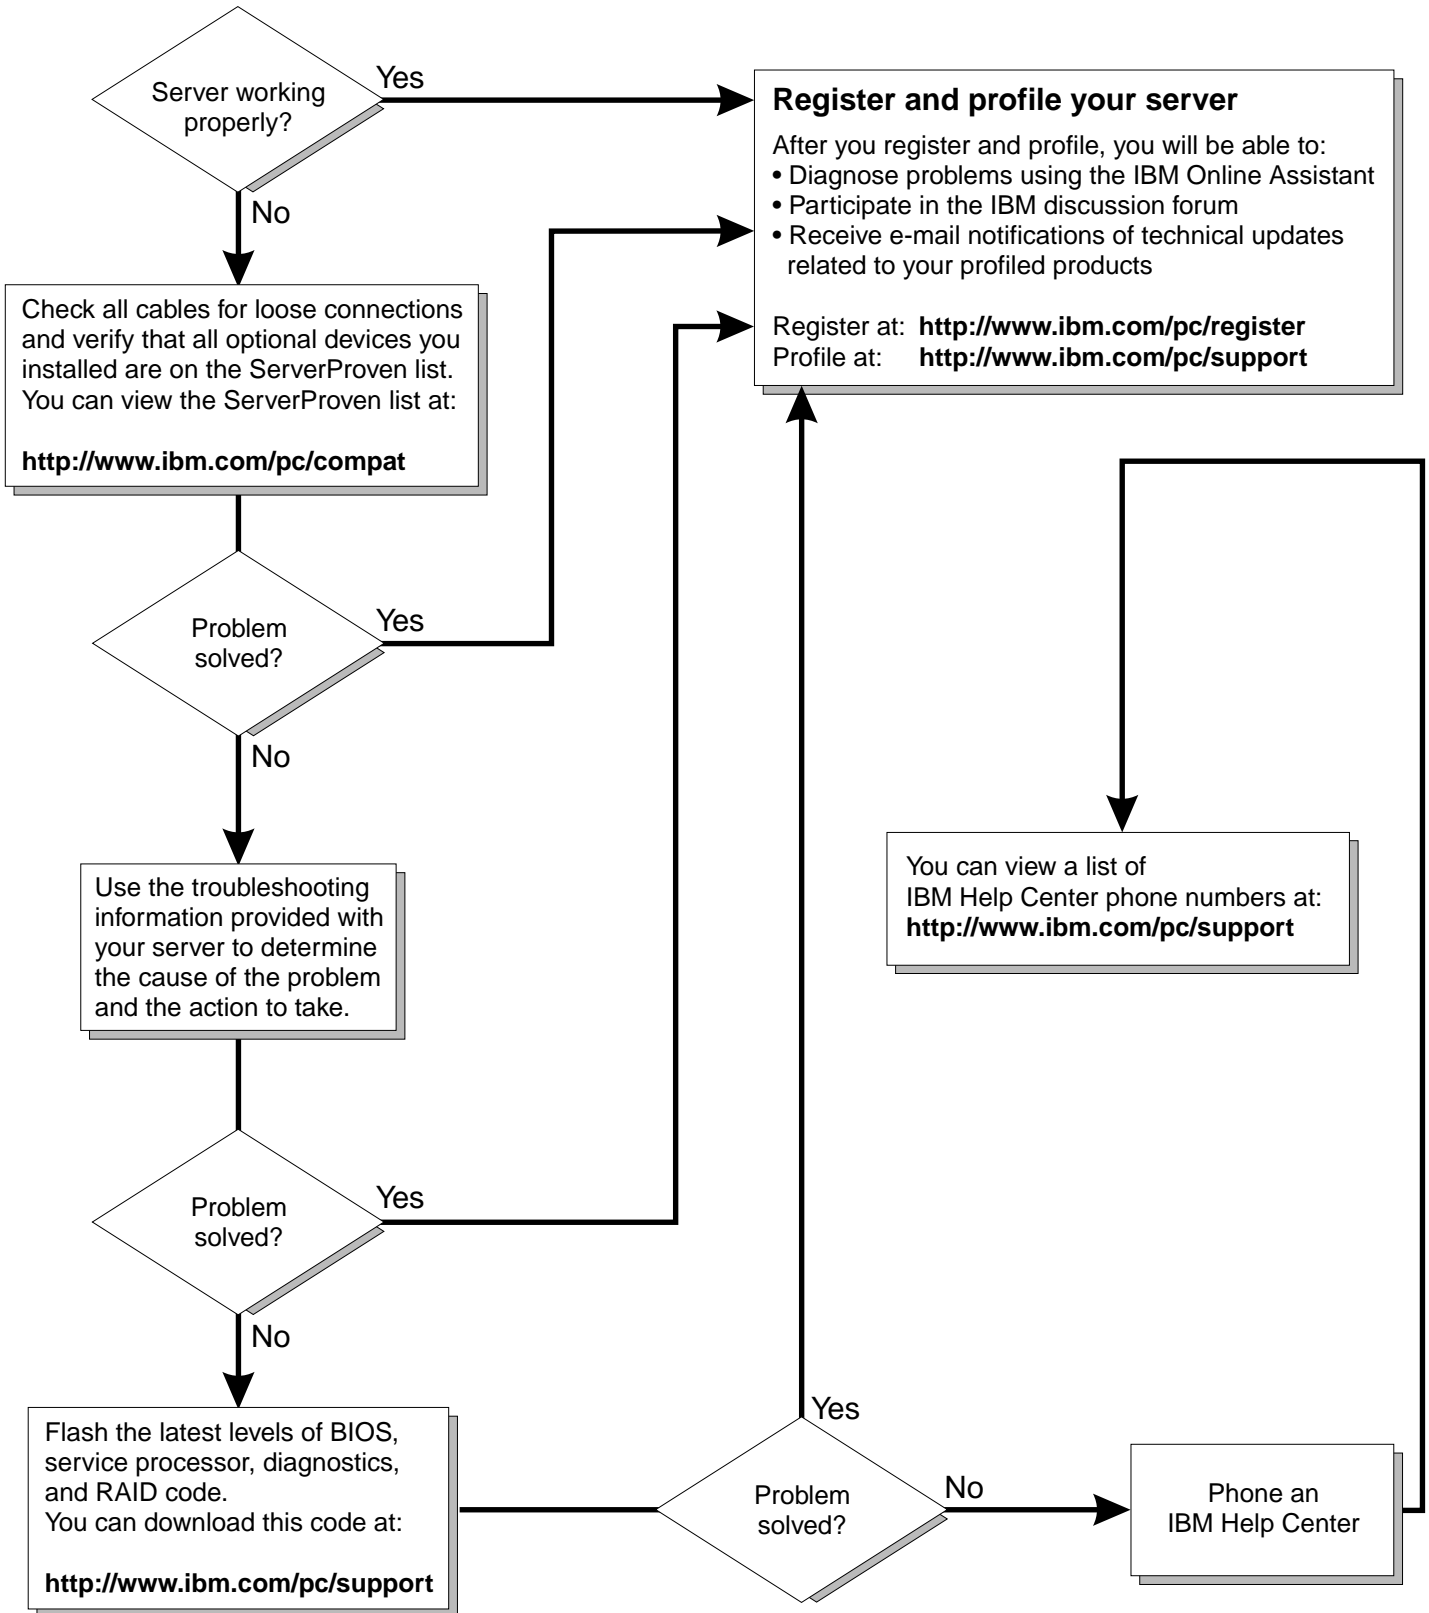 Server working
properly?
Yes
No
Register and profile your server
After you register and profile, you will be able to:
• Diagnose problems using the IBM Online Assistant
• Participate in the IBM discussion forum
• Receive e-mail notifications of technical updates
related to your profiled products
Register at: http://www.ibm.com/pc/register
Profile at: http://www.ibm.com/pc/support
Check all cables for loose connections
and verify that all optional devices you
installed are on the ServerProven list.
You can view the ServerProven list at:
http://www.ibm.com/pc/compat
Problem
solved?
Yes
No
Use the troubleshooting
information provided with
your server to determine
the cause of the problem
and the action to take.
You can view a list of
IBM Help Center phone numbers at:
http://www.ibm.com/pc/support
Problem
solved?
Yes
No
Flash the latest levels of BIOS,
service processor, diagnostics,
and RAID code.
You can download this code at:
http://www.ibm.com/pc/support
Problem
solved?
Yes
No
Phone an
IBM Help Center